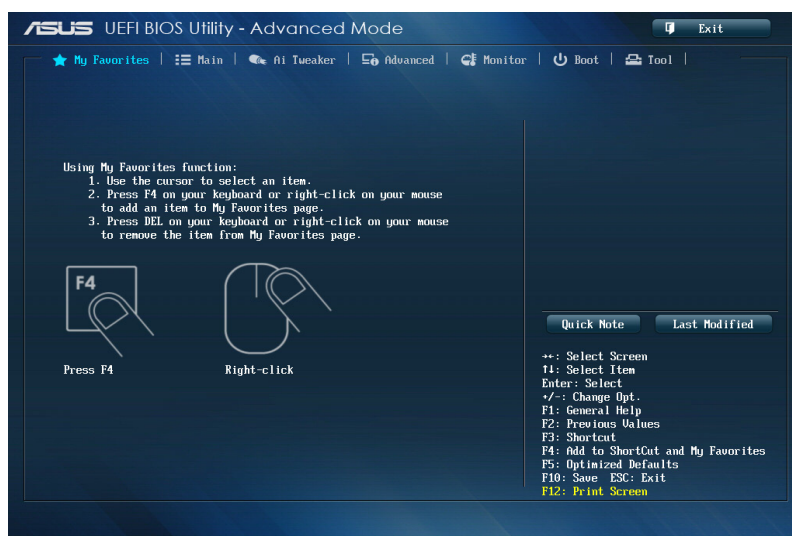 ASUS UEFI BIOS Utility - Advanced Mode
Exit
My Favorites | Main | Ai Tweaker | Advanced | Monitor | Boot | Tool |
Using My Favorites function:
1. Use the cursor to select an item.
2. Press F4 on your keyboard or right-click on your mouse
to add an item to My Favorites page.
3. Press DEL on your keyboard or right-click on your mouse
to remove the item from My Favorites page.
F4
Press F4
Right-click
Quick Note
Last Modified
→←: Select Screen
↑↓: Select Item
Enter: Select
+/-: Change Opt.
F1: General Help
F2: Previous Values
F3: Shortcut
F4: Add to ShortCut and My Favorites
F5: Optimized Defaults
F10: Save ESC: Exit
F12: Print Screen